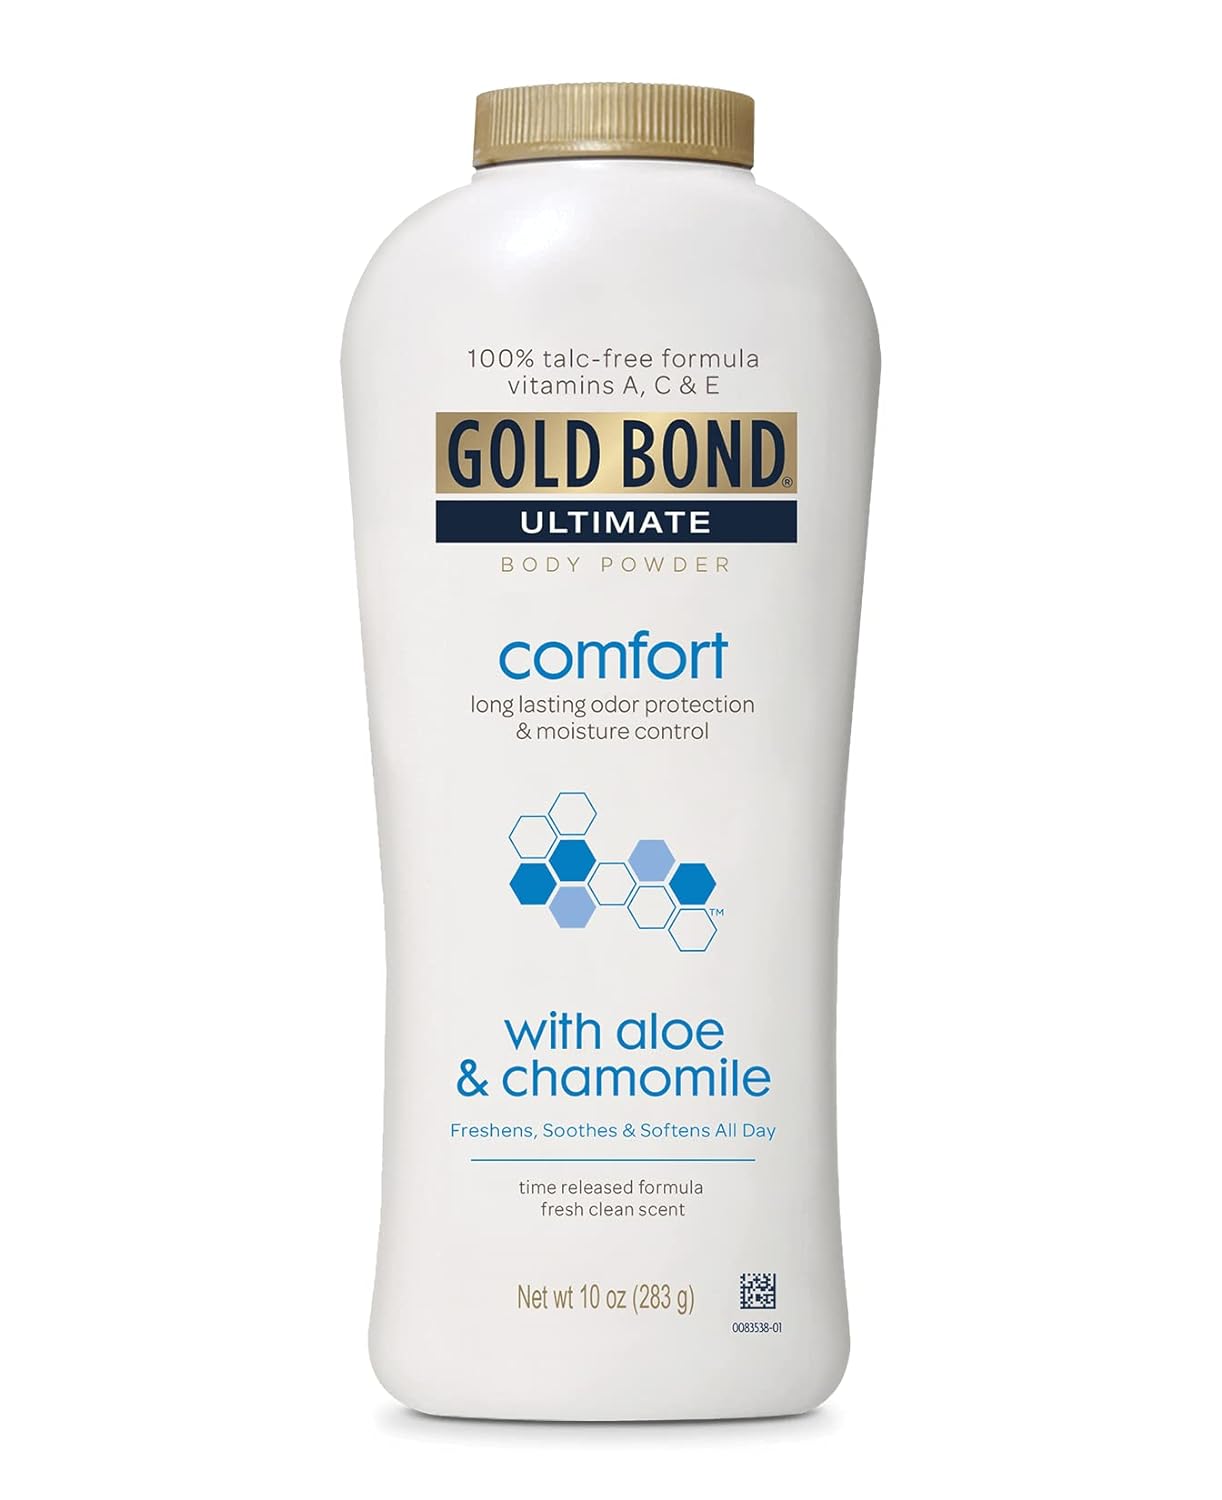 100% talc-free formula
vitamins A, C & E
GOLD BOND®
ULTIMATE
BODY POWDER
comfort
long lasting odor protection
& moisture control
™
with aloe
& chamomile
Freshens, Soothes & Softens All Day
time released formula
fresh clean scent
Net wt 10 oz (283 g)
0083538-01